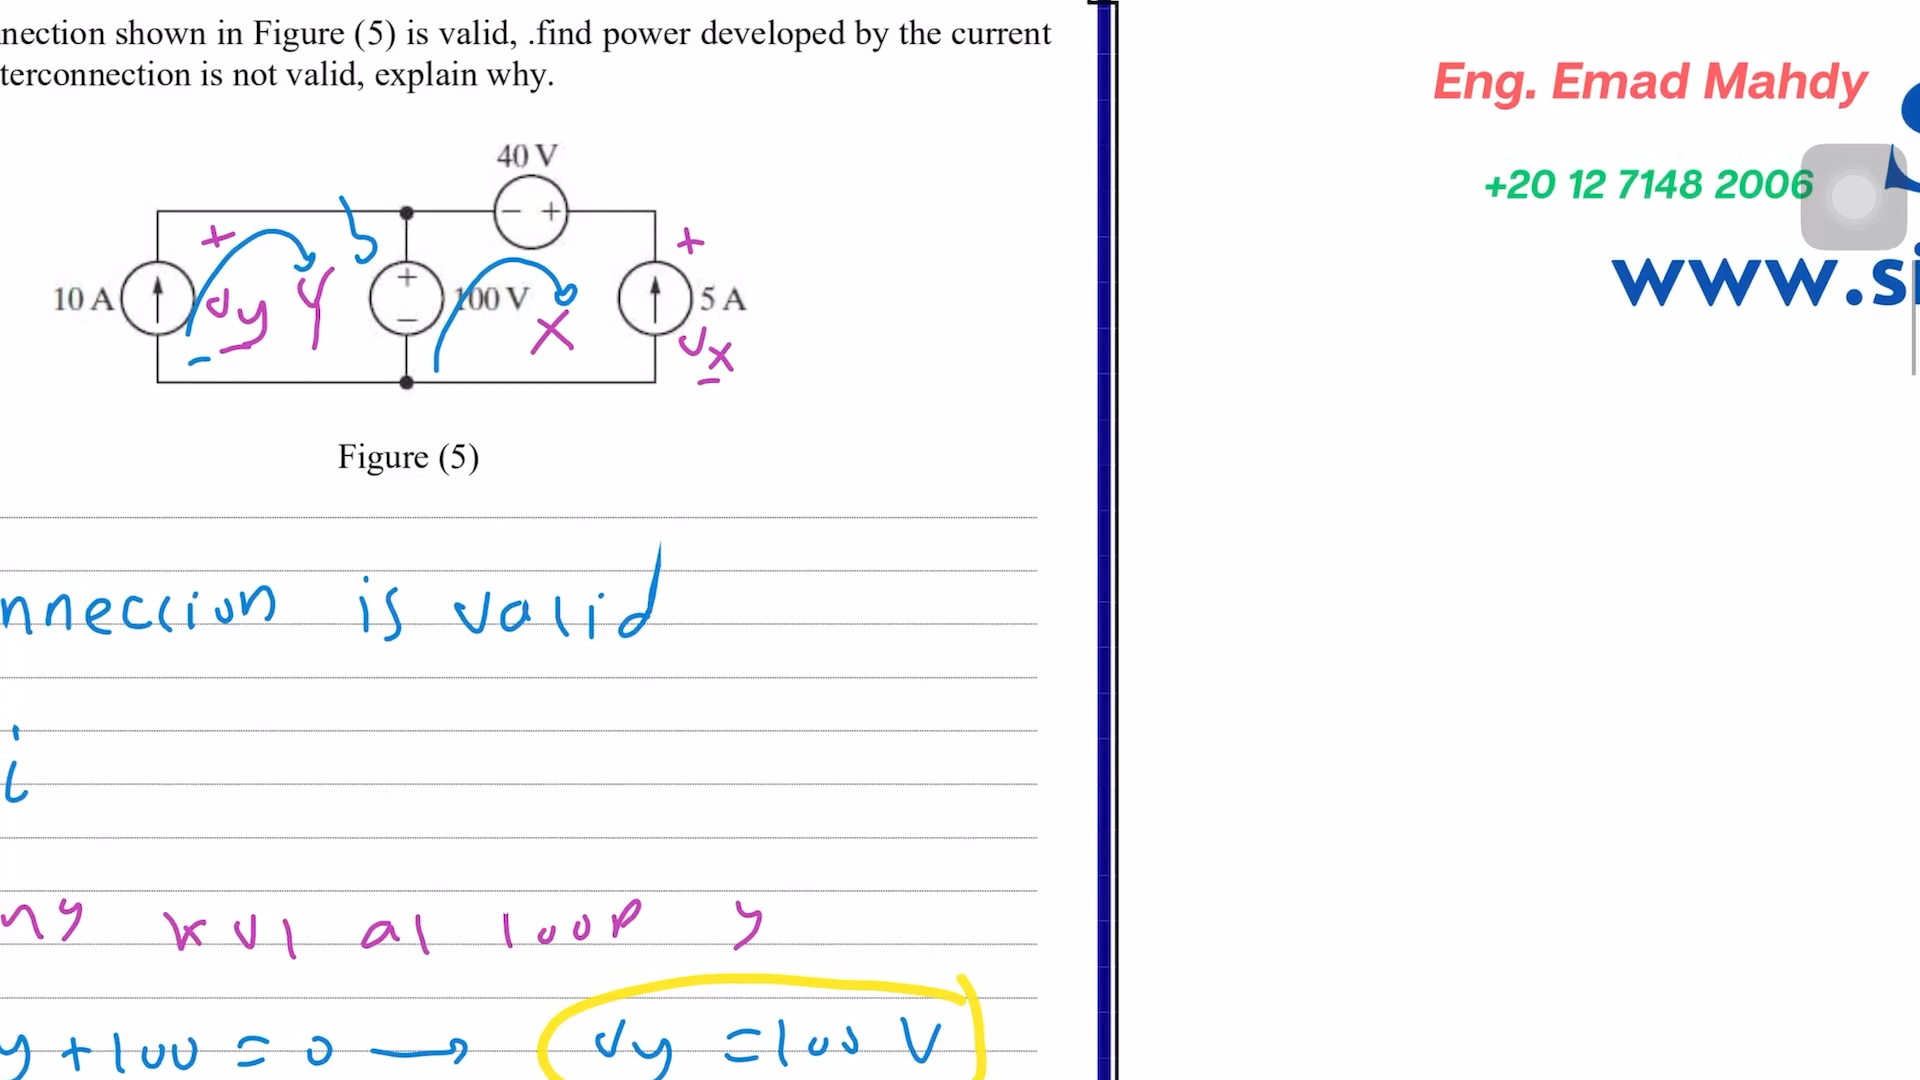 nection shown in Figure (5) is valid, .find power developed by the current
terconnection is not valid, explain why.
Eng. Emad Mahdy
+20 12 7148 2006
www.si
40 V
- +
+ + b +
10 A vy y 100 V x 5 A
- - vx
-
Figure (5)
nnection is valid
i
ny kvl at loop y
y + 100 = 0 → vy = 100 V